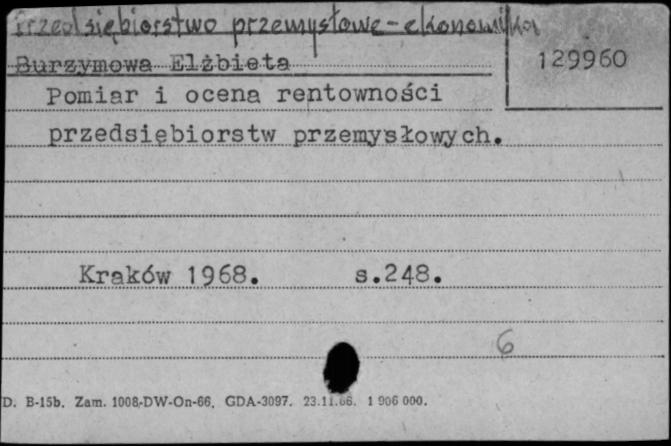 Przedsiębiorstwo przemysłowe - ekonomika
Burzymowa Elżbieta
129960
Pomiar i ocena rentowności
przedsiębiorstw przemysłowych.
Kraków 1968. s.248.
6
D. B-15b. Zam. 1008-DW-On-66. GDA-3097. 23.11.66. 1 906 000.